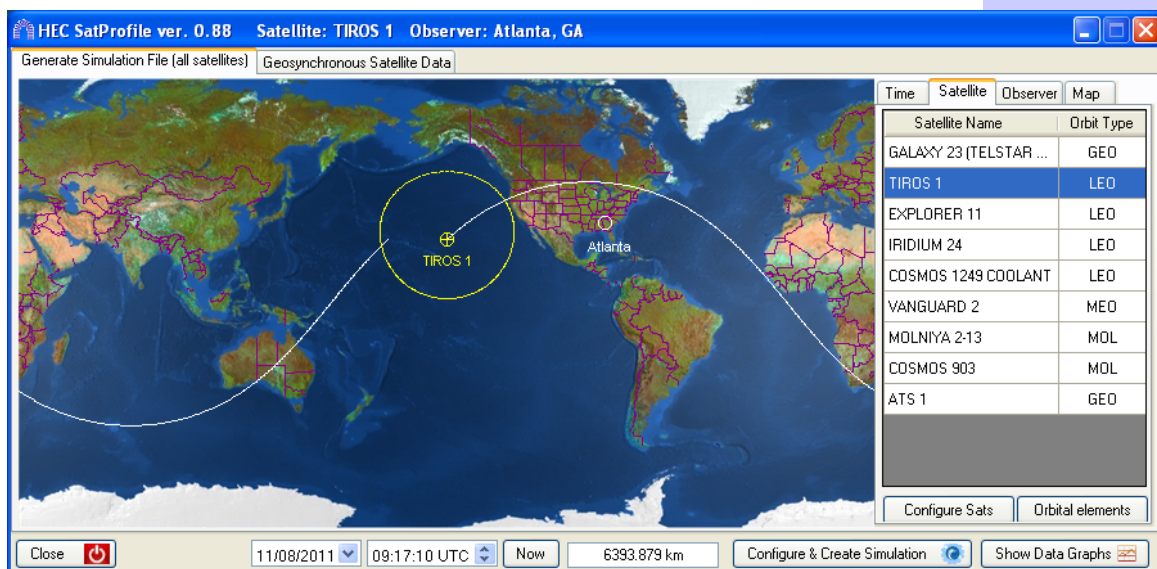 HEC SatProfile ver. 0.88 Satellite: TIROS 1 Observer: Atlanta, GA
Generate Simulation File (all satellites) Geosynchronous Satellite Data
Time Satellite Observer Map
Satellite Name Orbit Type
GALAXY 23 (TELSTAR ... GEO
TIROS 1 LEO
EXPLORER 11 LEO
IRIDIUM 24 LEO
COSMOS 1249 COOLANT LEO
VANGUARD 2 MEO
MOLNIYA 2-13 MOL
COSMOS 903 MOL
ATS 1 GEO
Atlanta
TIROS 1
Configure Sats Orbital elements
Close 11/08/2011 09:17:10 UTC Now 6393.879 km Configure & Create Simulation Show Data Graphs